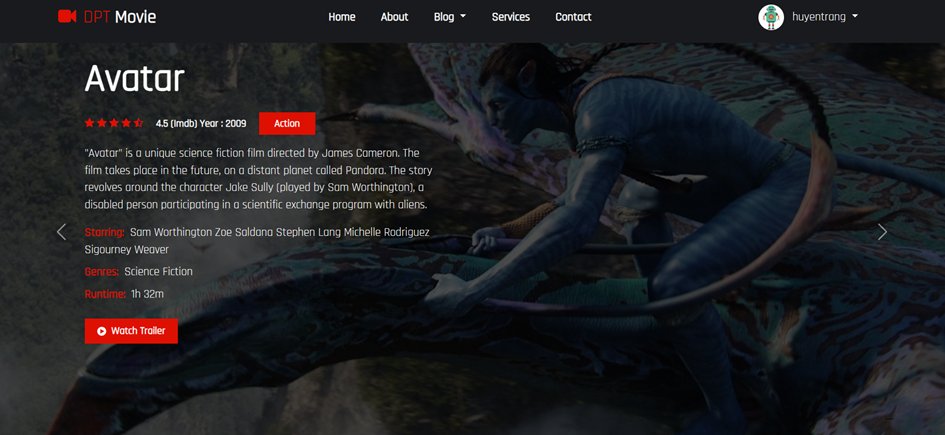 DPT Movie
Home About Blog Services Contact
huyentrang
Avatar
4.5 (Imdb) Year : 2009 Action
"Avatar" is a unique science fiction film directed by James Cameron. The
film takes place in the future, on a distant planet called Pandora. The story
revolves around the character Jake Sully (played by Sam Worthington), a
disabled person participating in a scientific exchange program with aliens.
Starring: Sam Worthington Zoe Saldana Stephen Lang Michelle Rodriguez
Sigourney Weaver
Genres: Science Fiction
Runtime: 1h 32m
Watch Trailer